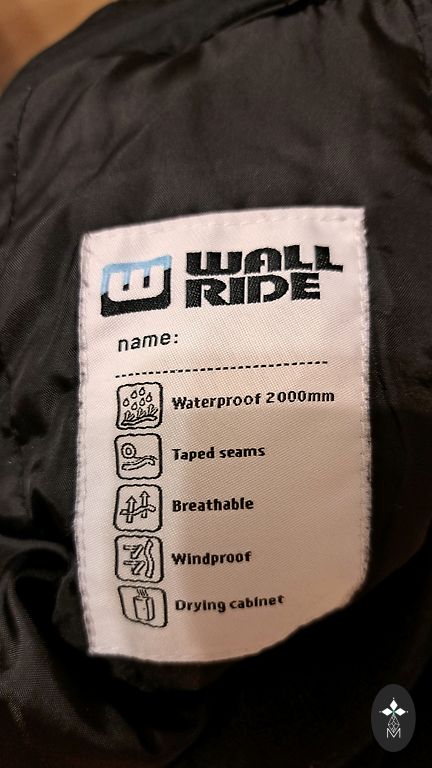 WALL
RIDE
name:
Waterproof 2000mm
Taped seams
Breathable
Windproof
Drying cabinet
M